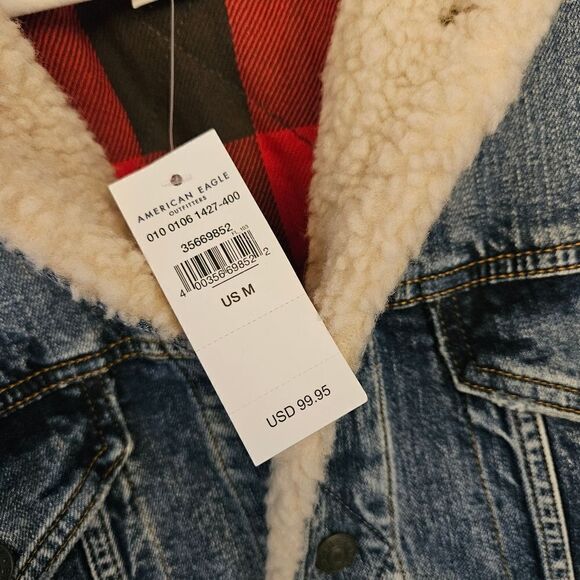 AMERICAN EAGLE
OUTFITTERS
010 0106 1427-400
35669852
4 00356 69852 2
US M
USD 99.95